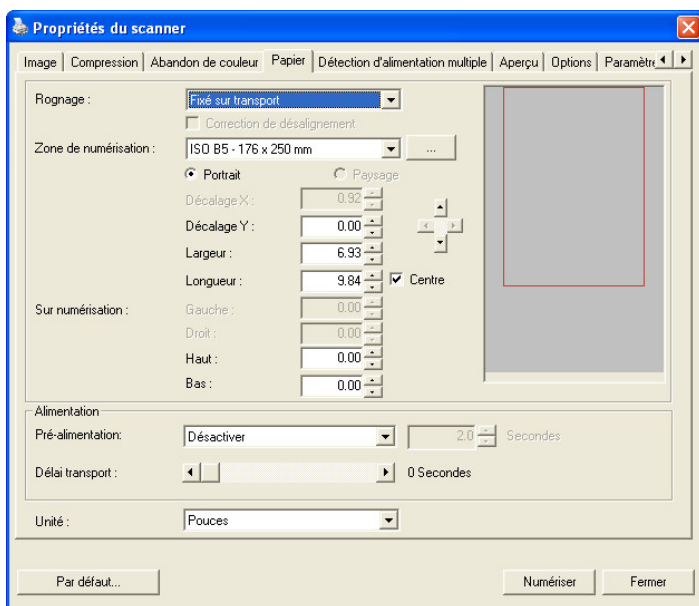 Propriétés du scanner
Image Compression Abandon de couleur Papier Détection d'alimentation multiple Aperçu Options Paramètre
Rognage : Fixé sur transport
Correction de désalignement
Zone de numérisation : ISO B5 - 176 x 250 mm ...
Portrait Paysage
Décalage X : 0.92
Décalage Y : 0.00
Largeur : 6.93
Longueur : 9.84 Centre
Sur numérisation : Gauche : 0.00
Droit : 0.00
Haut : 0.00
Bas : 0.00
Alimentation
Pré-alimentation: Désactiver 2.0 Secondes
Délai transport : 0 Secondes
Unité : Pouces
Par défaut... Numériser Fermer